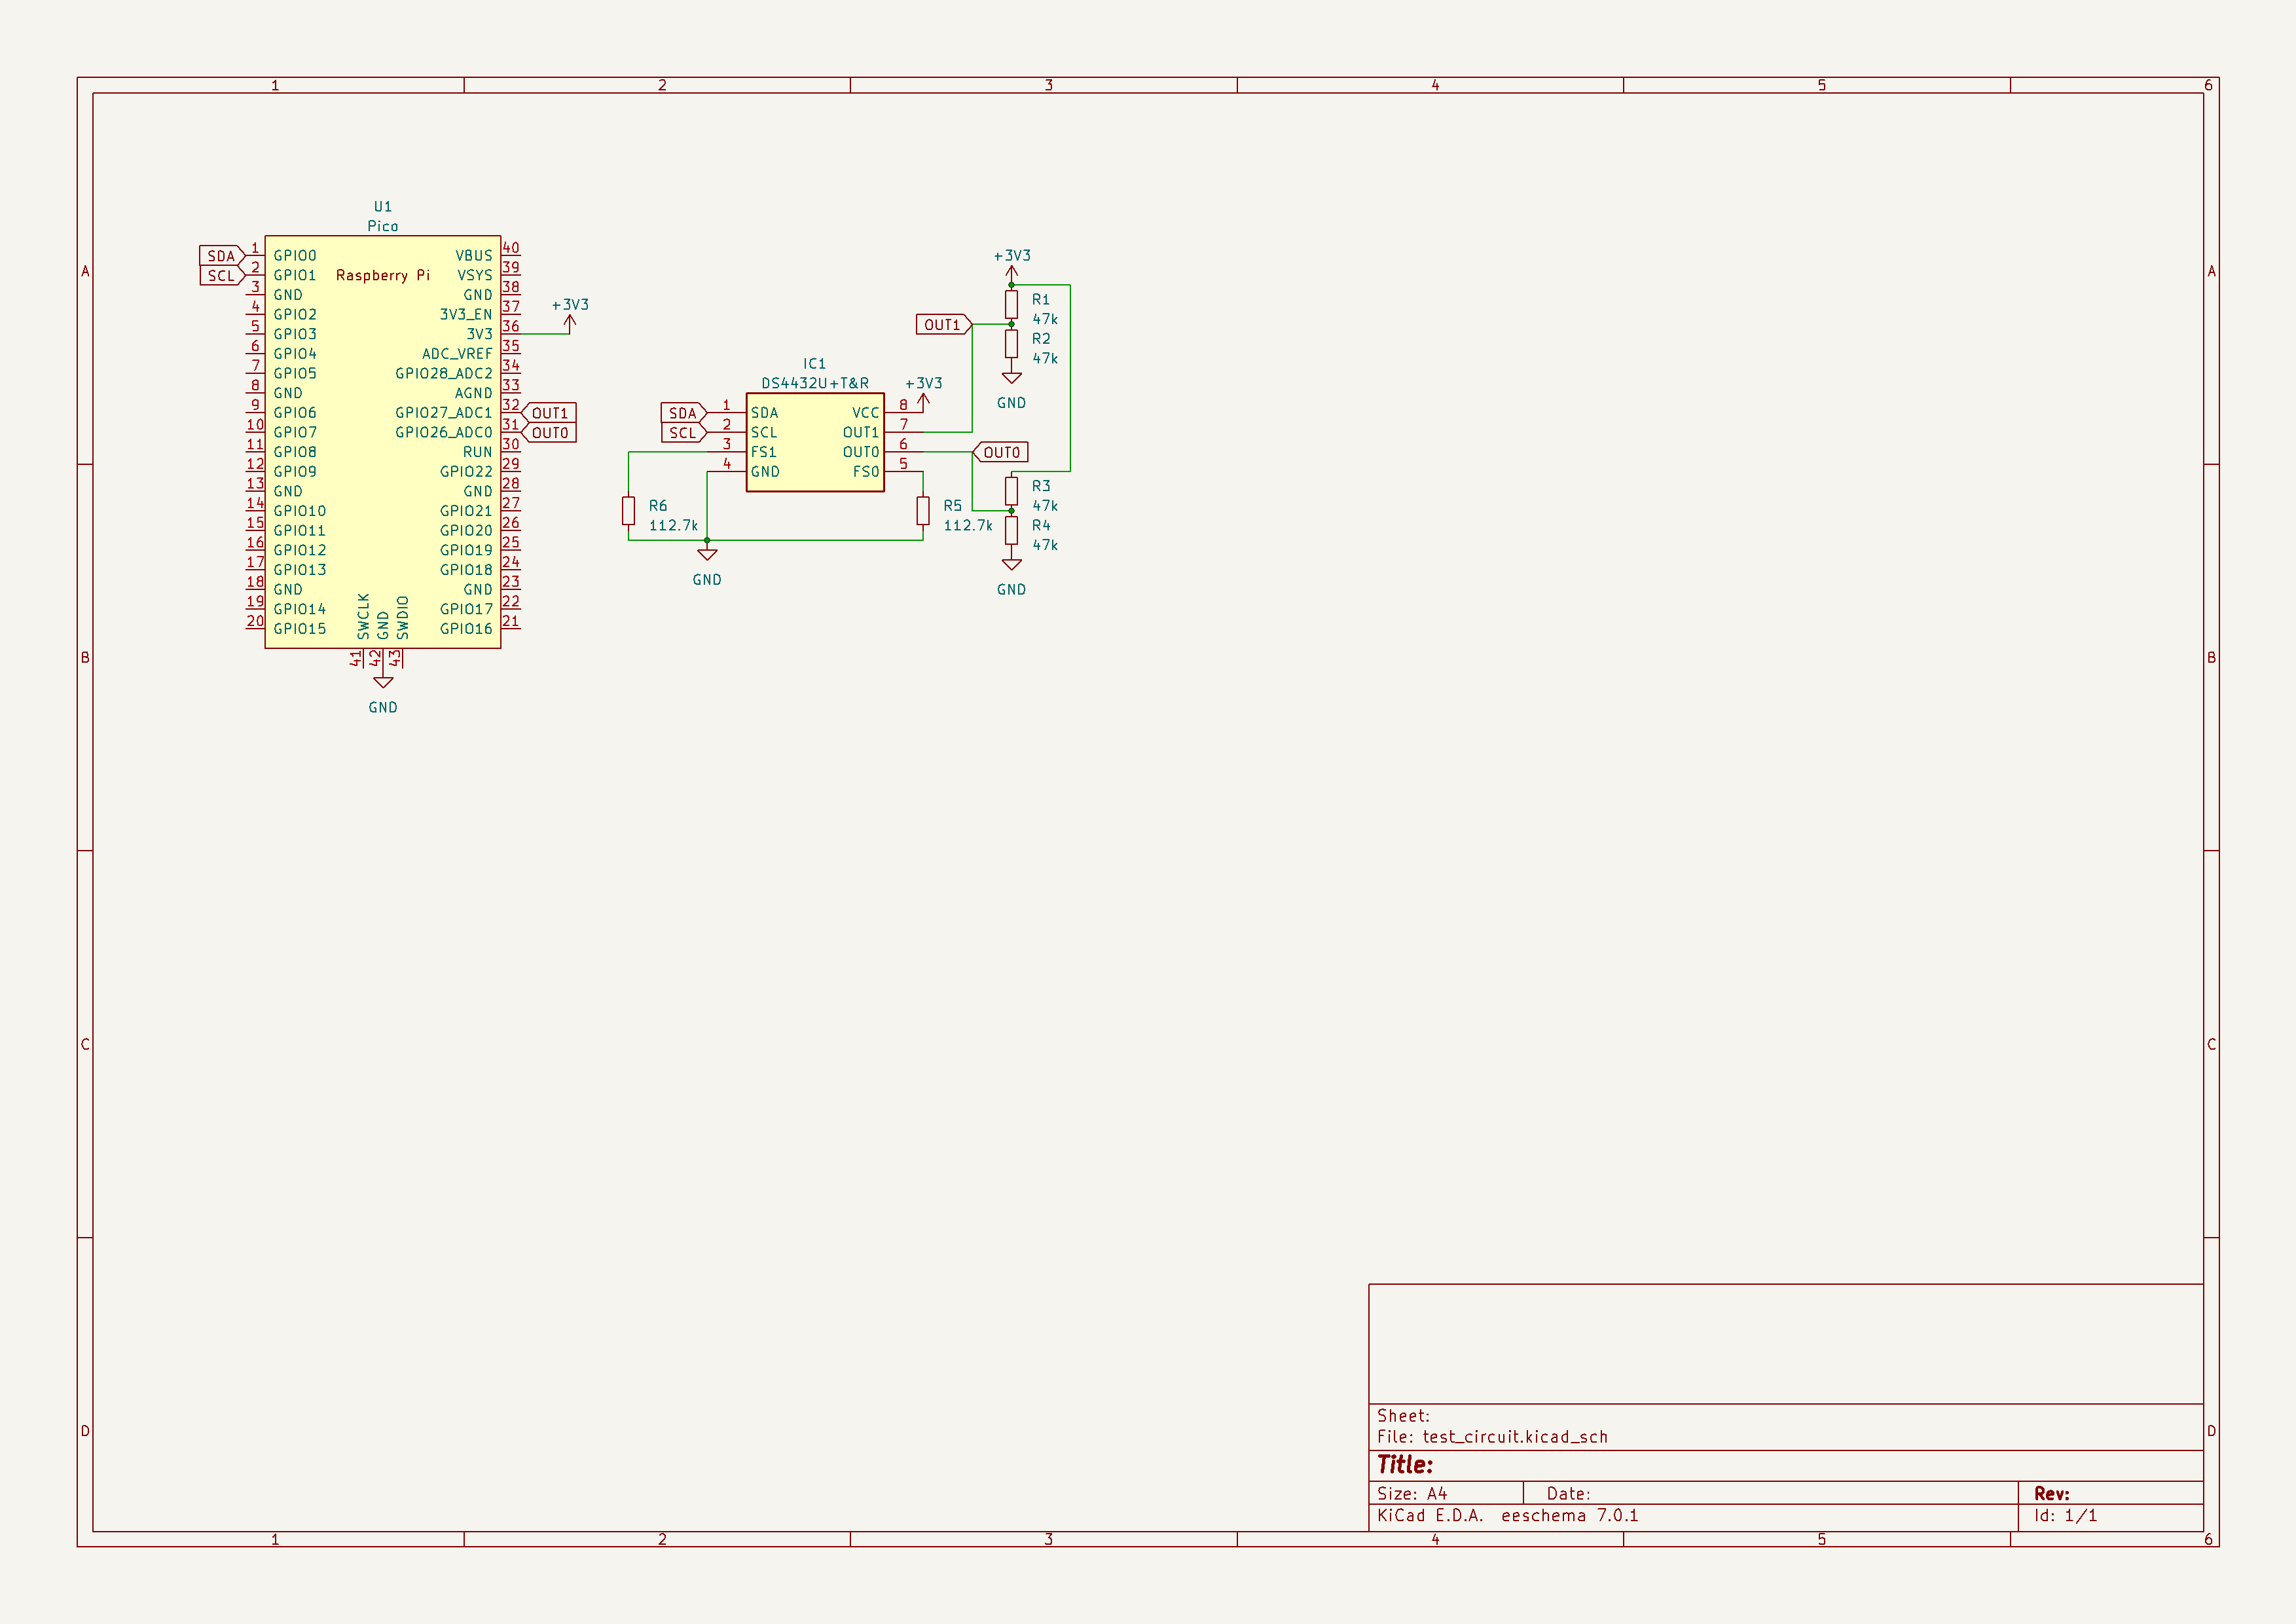 1 2 3 4 5 6
A A
B B
C C
D D
U1
Pico
Raspberry Pi
SDA 1 GPIO0
SCL 2 GPIO1
3 GND
4 GPIO2
5 GPIO3
6 GPIO4
7 GPIO5
8 GND
9 GPIO6
10 GPIO7
11 GPIO8
12 GPIO9
13 GND
14 GPIO10
15 GPIO11
16 GPIO12
17 GPIO13
18 GND
19 GPIO14
20 GPIO15
VBUS 40
VSYS 39
GND 38
3V3_EN 37
3V3 36
+3V3
ADC_VREF 35
GPIO28_ADC2 34
AGND 33
GPIO27_ADC1 32 OUT1
GPIO26_ADC0 31 OUT0
RUN 30
GPIO22 29
GND 28
GPIO21 27
GPIO20 26
GPIO19 25
GPIO18 24
GND 23
GPIO17 22
GPIO16 21
SWCLK 41
GND 42
SWDIO 43
GND
IC1
DS4432U+T&R
SDA 1 SDA
SCL 2 SCL
3 FS1
4 GND
+3V3
VCC 8
OUT1 7
OUT0 6 OUT0
FS0 5
R6
112.7k
R5
112.7k
GND
+3V3
R1
47k
OUT1
R2
47k
GND
R3
47k
R4
47k
GND
Sheet:
File: test_circuit.kicad_sch
Title:
Size: A4 Date: Rev:
KiCad E.D.A. eeschema 7.0.1 Id: 1/1
1 2 3 4 5 6